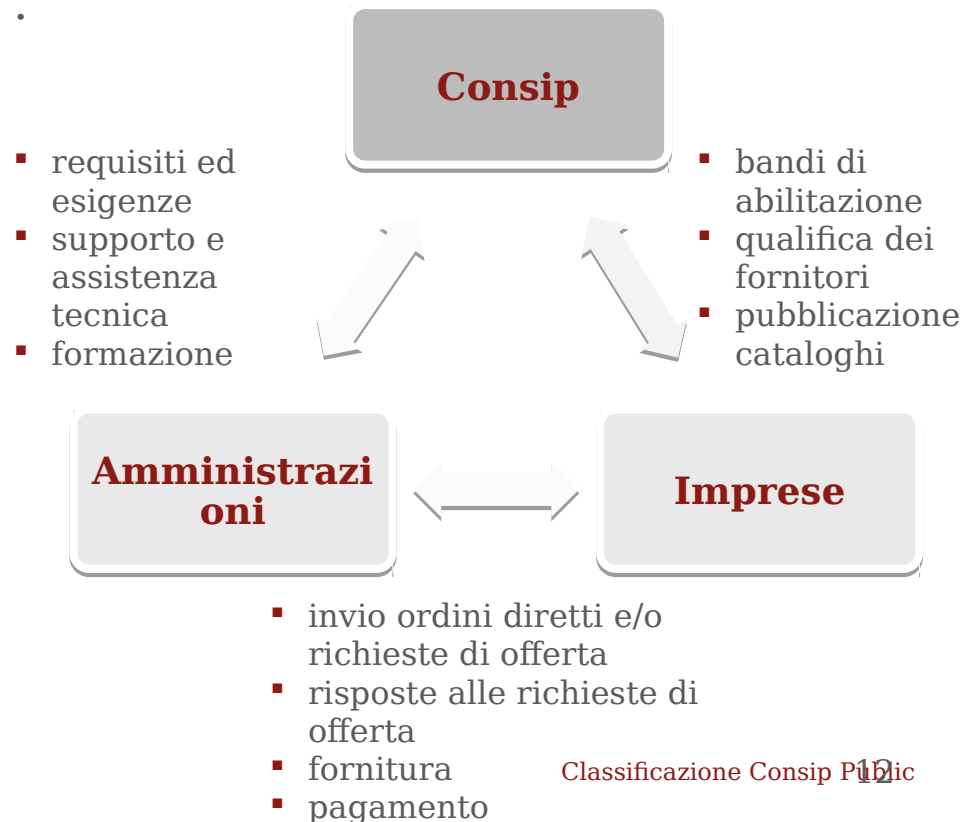 Consip
▪ requisiti ed
esigenze
▪ supporto e
assistenza
tecnica
▪ formazione
▪ bandi di
abilitazione
▪ qualifica dei
fornitori
▪ pubblicazione
cataloghi
Amministrazi
oni
Imprese
▪ invio ordini diretti e/o
richieste di offerta
▪ risposte alle richieste di
offerta
▪ fornitura
▪ pagamento
Classificazione Consip Public
12